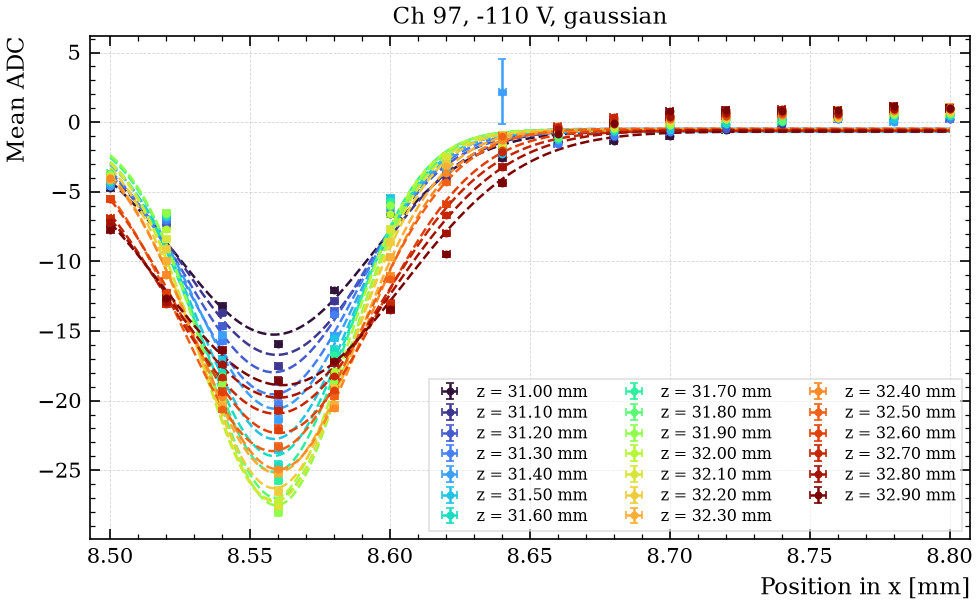 Ch 97, -110 V, gaussian
Mean ADC
5
0
−5
−10
−15
−20
−25
z = 31.00 mm
z = 31.10 mm
z = 31.20 mm
z = 31.30 mm
z = 31.40 mm
z = 31.50 mm
z = 31.60 mm
z = 31.70 mm
z = 31.80 mm
z = 31.90 mm
z = 32.00 mm
z = 32.10 mm
z = 32.20 mm
z = 32.30 mm
z = 32.40 mm
z = 32.50 mm
z = 32.60 mm
z = 32.70 mm
z = 32.80 mm
z = 32.90 mm
8.50 8.55 8.60 8.65 8.70 8.75 8.80
Position in x [mm]